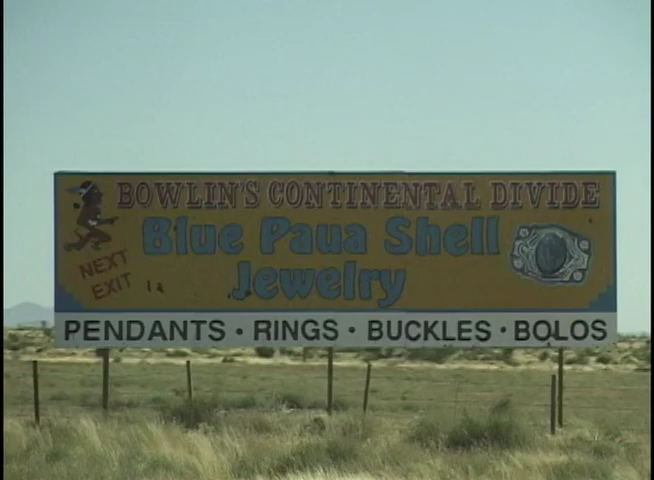 BOWLIN'S CONTINENTAL DIVIDE
Blue Paua Shell
Jewelry
NEXT
EXIT
PENDANTS · RINGS · BUCKLES · BOLOS